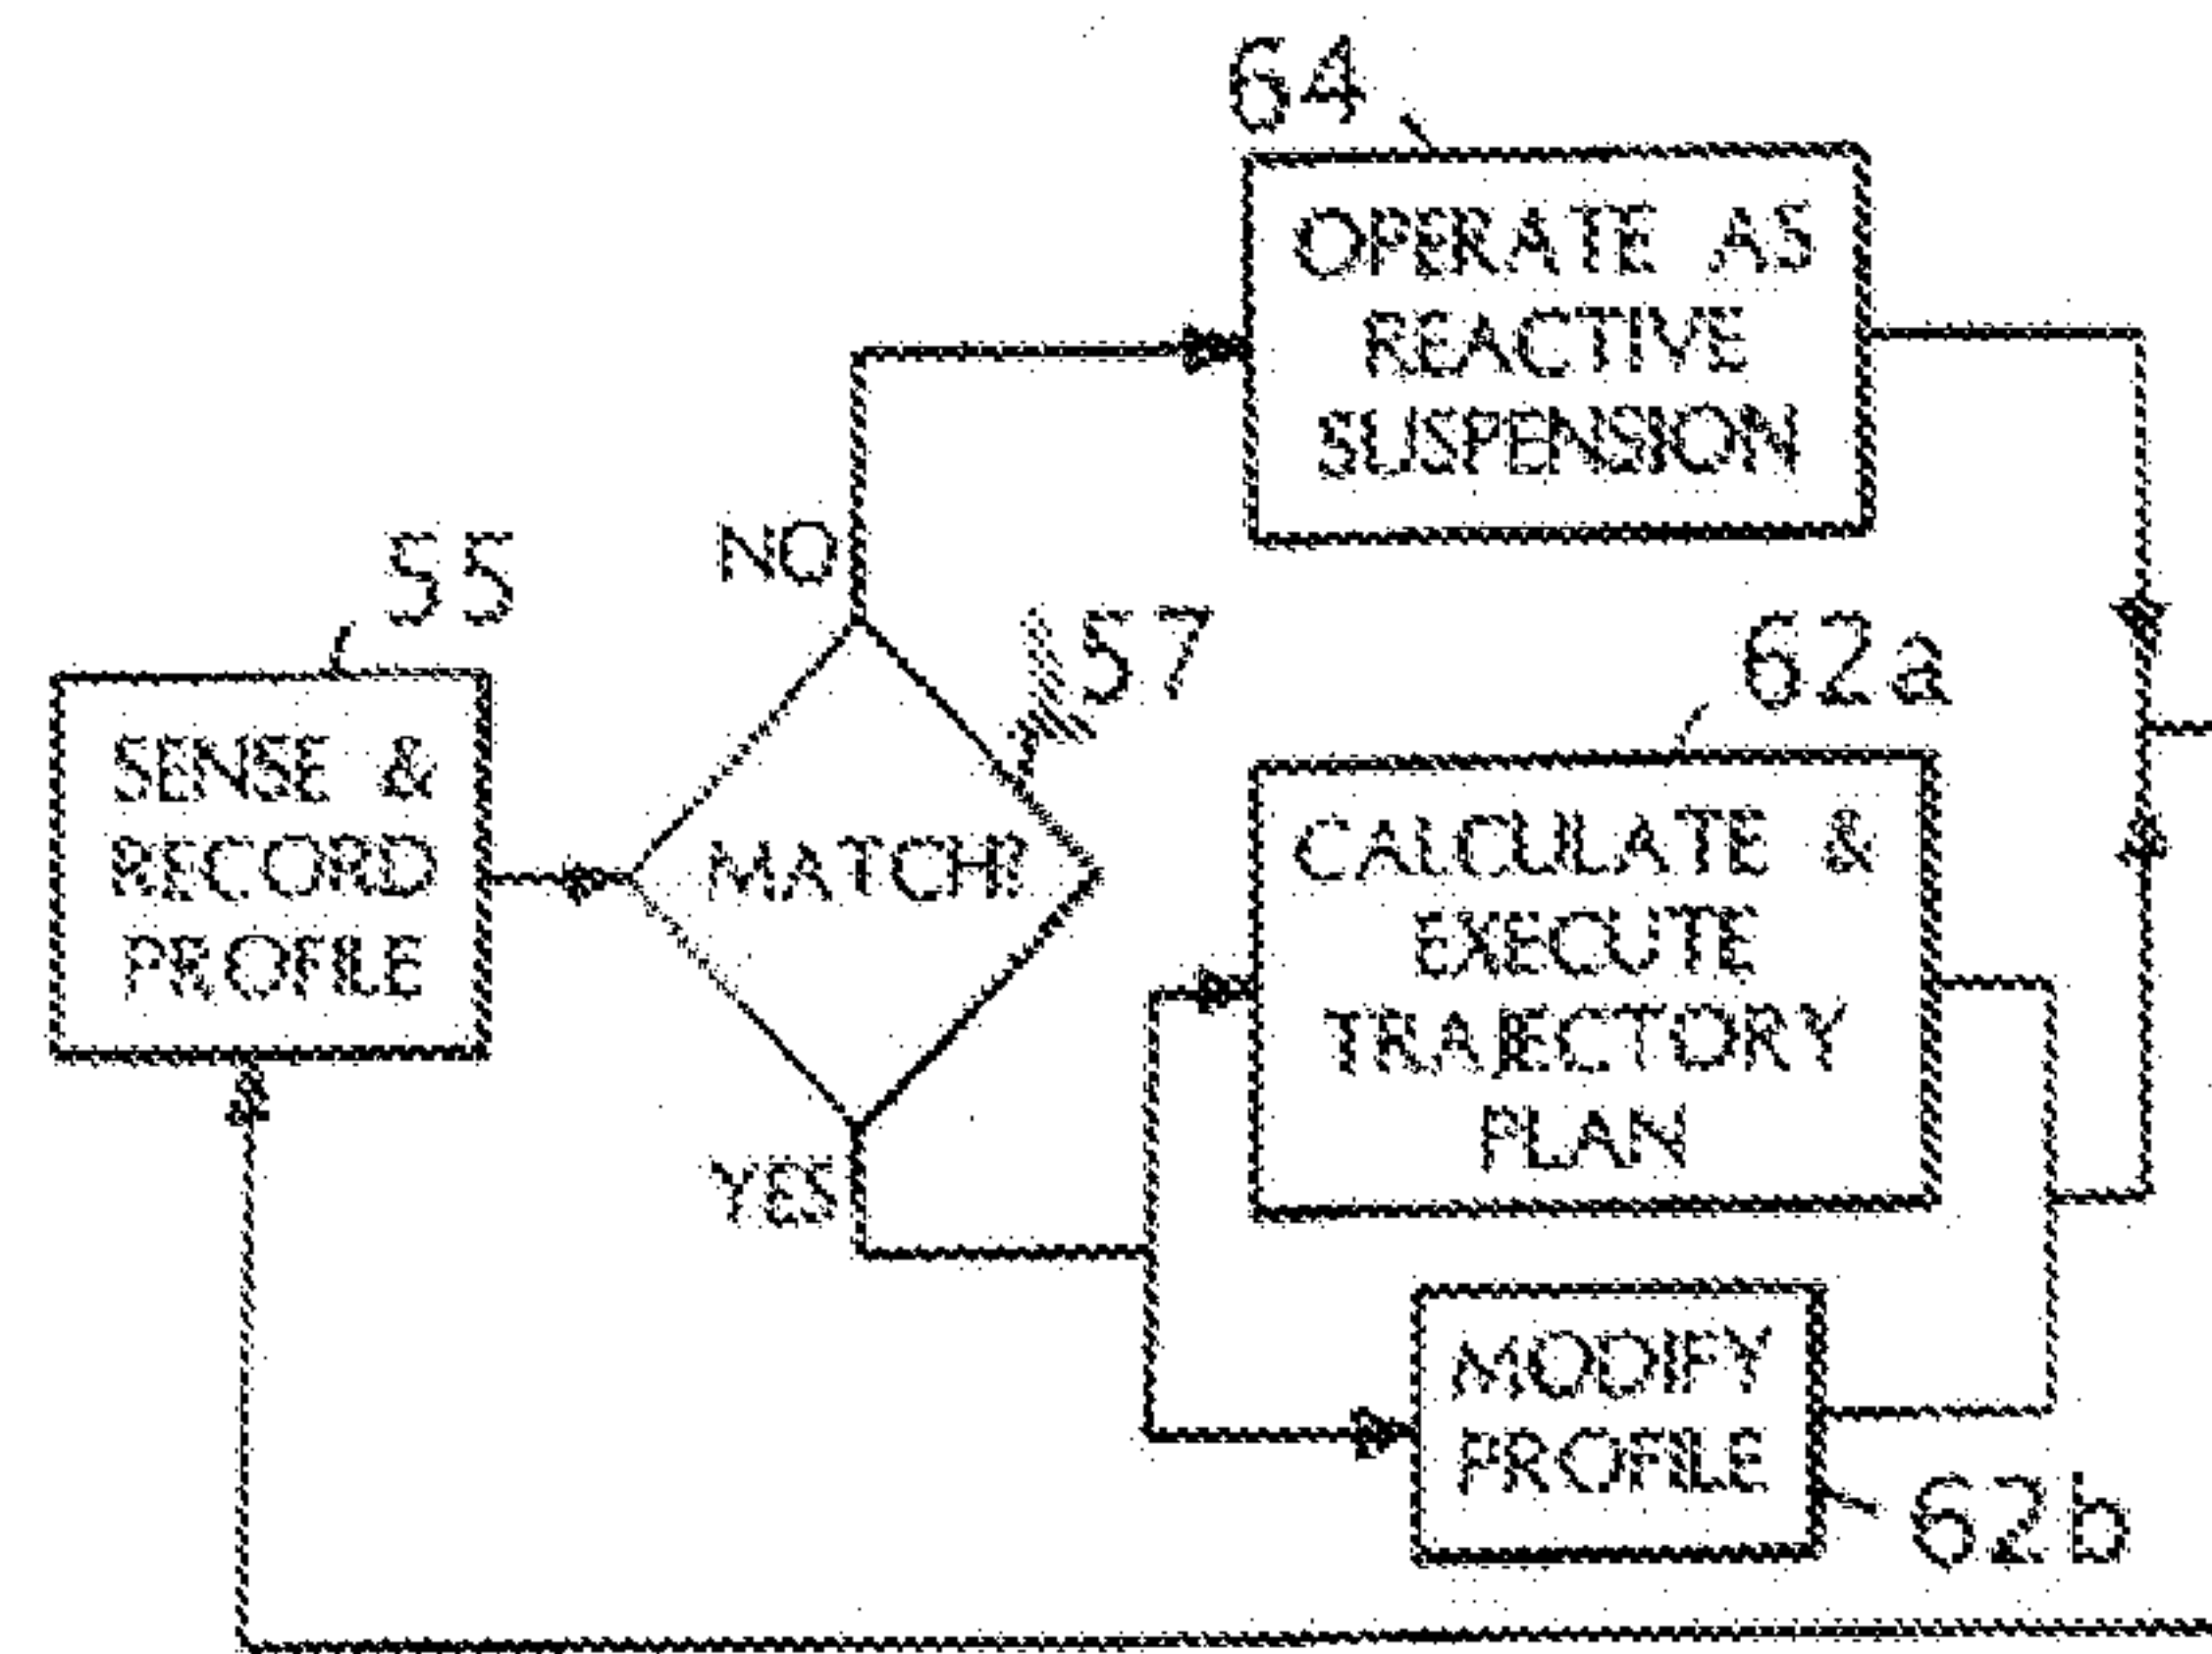 64
OPERATE AS
REACTIVE
SUSPENSION
NO
55
57
62a
SENSE &
RECORD
PROFILE
MATCH?
CALCULATE &
EXECUTE
TRAJECTORY
PLAN
YES
MODIFY
PROFILE
62b